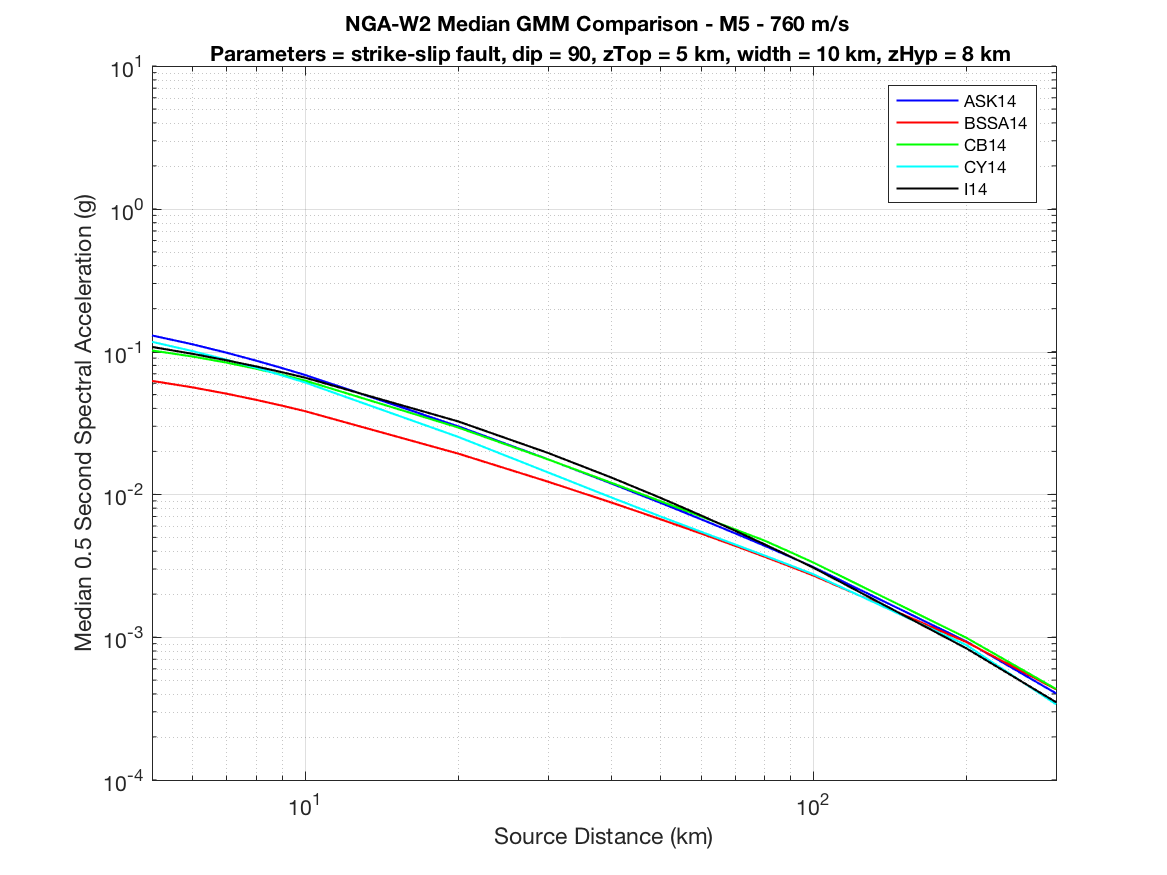 NGA-W2 Median GMM Comparison - M5 - 760 m/s
Parameters = strike-slip fault, dip = 90, zTop = 5 km, width = 10 km, zHyp = 8 km
10^1
10^0
10^-1
10^-2
10^-3
10^-4
Median 0.5 Second Spectral Acceleration (g)
ASK14
BSSA14
CB14
CY14
I14
10^1
10^2
Source Distance (km)